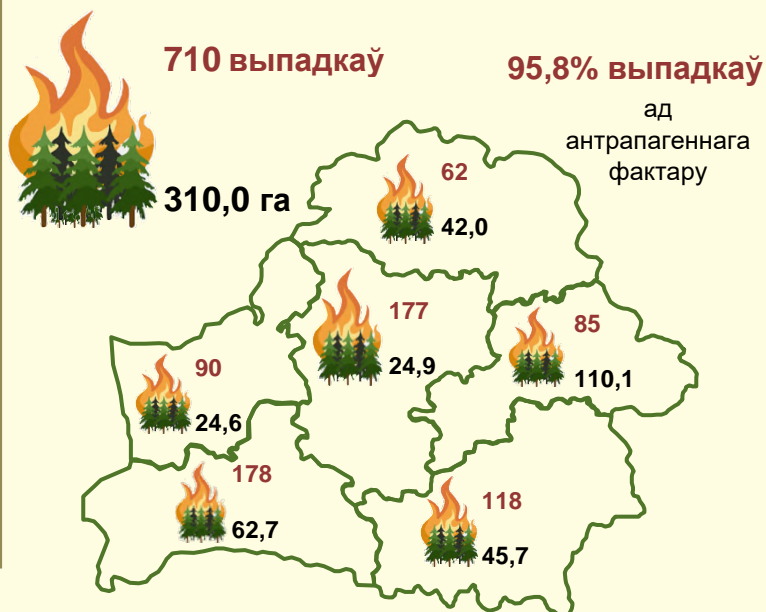 710 выпадкаў
310,0 га
95,8% выпадкаў
ад
антрапагеннага
фактару
62
42,0
177
24,9
85
110,1
90
24,6
178
62,7
118
45,7